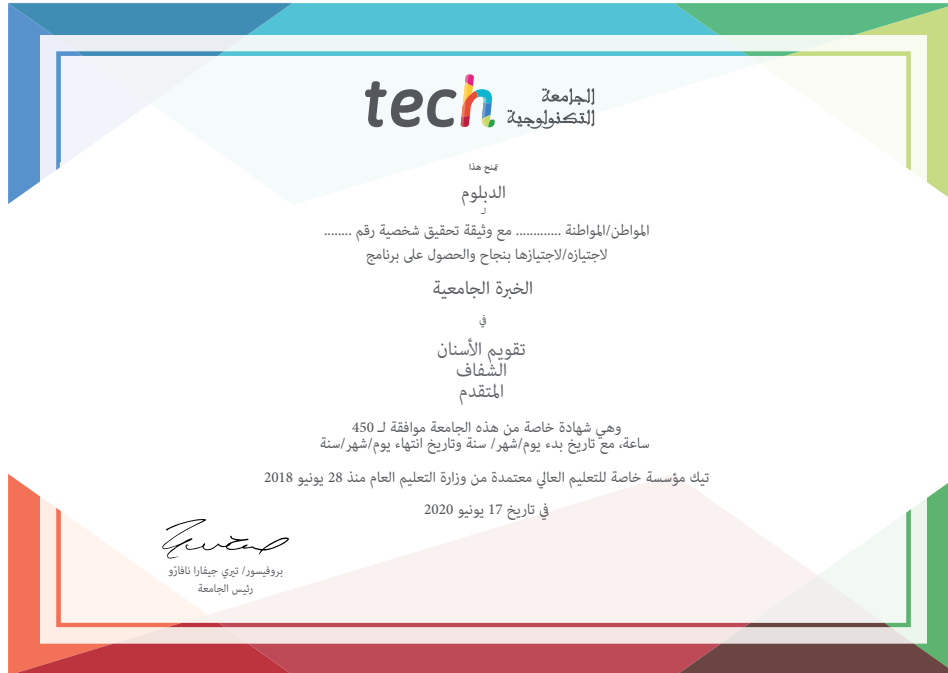 tech الجامعة
التكنولوجية
تمنح هذا
الدبلوم
لـ
المواطن/المواطنة ............. مع وثيقة تحقيق شخصية رقم ........
لاجتيازه/لاجتيازها بنجاح والحصول على برنامج
الخبرة الجامعية
في
تقويم الأسنان
الشفاف
المتقدم
وهي شهادة خاصة من هذه الجامعة موافقة لـ 450
ساعة، مع تاريخ بدء يوم/شهر/ سنة وتاريخ انتهاء يوم/شهر/سنة
تيك مؤسسة خاصة للتعليم العالي معتمدة من وزارة التعليم العام منذ 28 يونيو 2018
في تاريخ 17 يونيو 2020
بروفيسور/ تيري جيفارا نافارّو
رئيس الجامعة